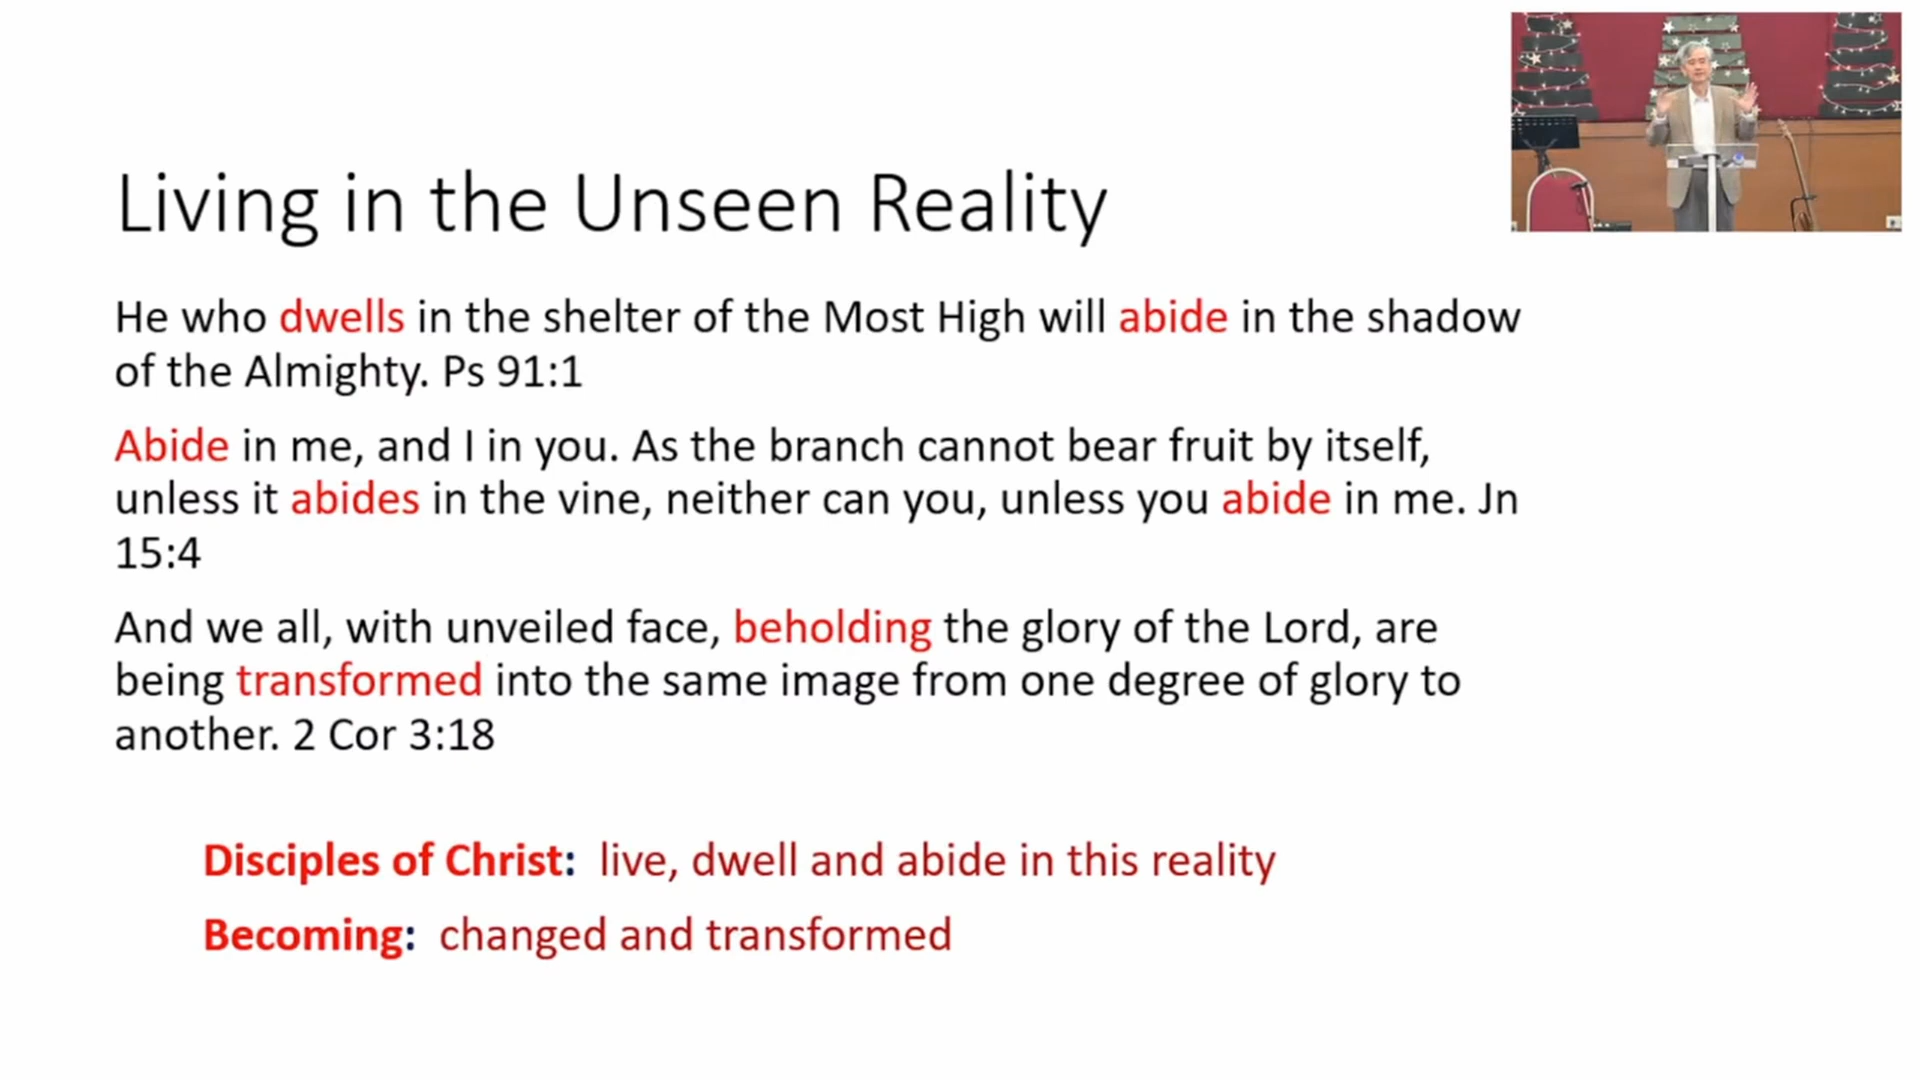 Living in the Unseen Reality
He who dwells in the shelter of the Most High will abide in the shadow
of the Almighty. Ps 91:1
Abide in me, and I in you. As the branch cannot bear fruit by itself,
unless it abides in the vine, neither can you, unless you abide in me. Jn
15:4
And we all, with unveiled face, beholding the glory of the Lord, are
being transformed into the same image from one degree of glory to
another. 2 Cor 3:18
Disciples of Christ: live, dwell and abide in this reality
Becoming: changed and transformed